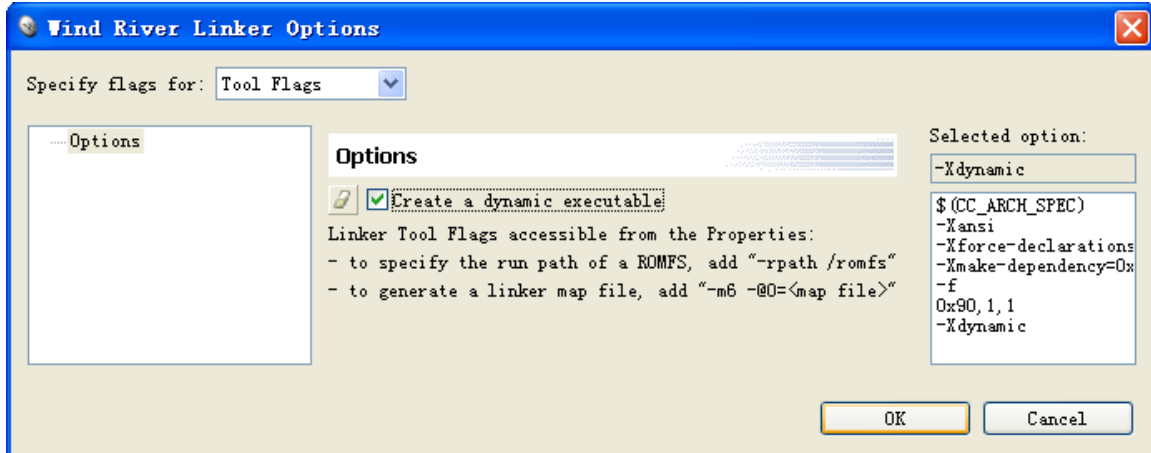 Wind River Linker Options
Specify flags for: Tool Flags
Options
Options
Create a dynamic executable
Linker Tool Flags accessible from the Properties:
- to specify the run path of a ROMFS, add "-rpath /romfs"
- to generate a linker map file, add "-m6 -@O=<map file>"
Selected option:
-Xdynamic
$(CC_ARCH_SPEC)
-Xansi
-Xforce-declarations
-Xmake-dependency=0x
-f
0x90,1,1
-Xdynamic
OK Cancel